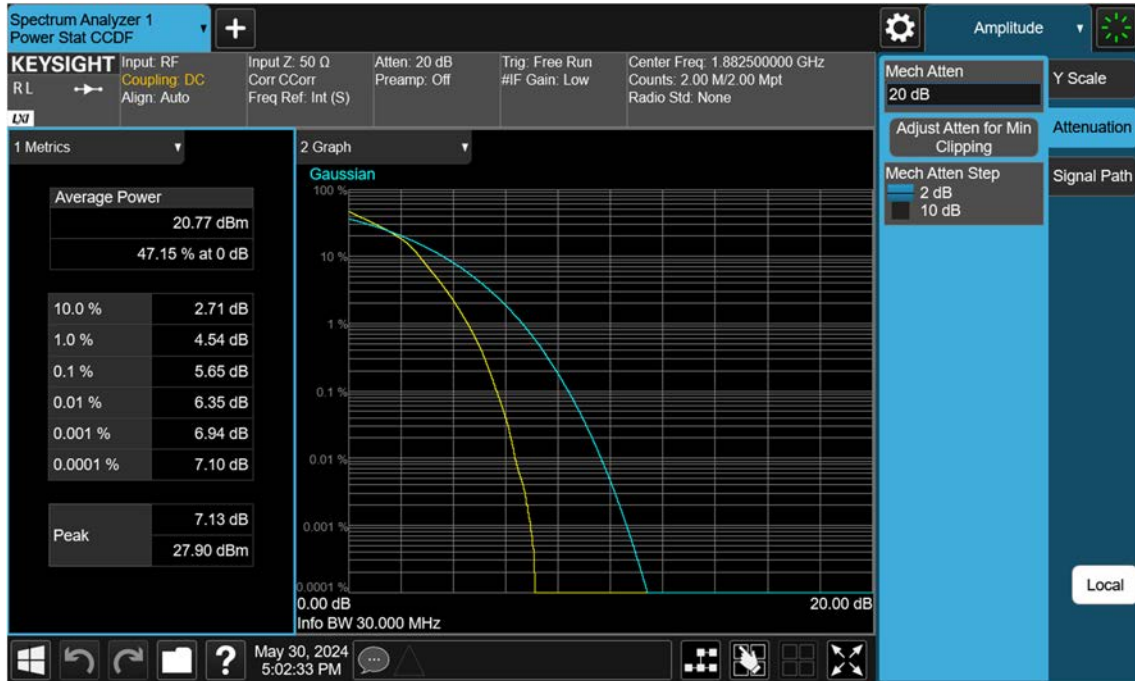 Spectrum Analyzer 1
Power Stat CCDF
Amplitude
KEYSIGHT
R L
LXI
Input: RF
Coupling: DC
Align: Auto
Input Z: 50 Ω
Corr CCorr
Freq Ref: Int (S)
Atten: 20 dB
Preamp: Off
Trig: Free Run
#IF Gain: Low
Center Freq: 1.882500000 GHz
Counts: 2.00 M/2.00 Mpt
Radio Std: None
Mech Atten
20 dB
Adjust Atten for Min
Clipping
Mech Atten Step
2 dB
10 dB
Y Scale
Attenuation
Signal Path
1 Metrics
Average Power
20.77 dBm
47.15 % at 0 dB
10.0 % 2.71 dB
1.0 % 4.54 dB
0.1 % 5.65 dB
0.01 % 6.35 dB
0.001 % 6.94 dB
0.0001 % 7.10 dB
Peak
7.13 dB
27.90 dBm
2 Graph
Gaussian
100 %
10 %
1 %
0.1 %
0.01 %
0.001 %
0.0001 %
0.00 dB 20.00 dB
Info BW 30.000 MHz
Local
?
May 30, 2024
5:02:33 PM